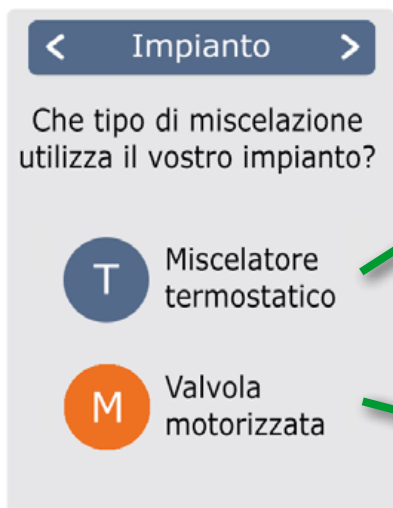 < Impianto >
Che tipo di miscelazione
utilizza il vostro impianto?
T
Miscelatore
termostatico
M
Valvola
motorizzata